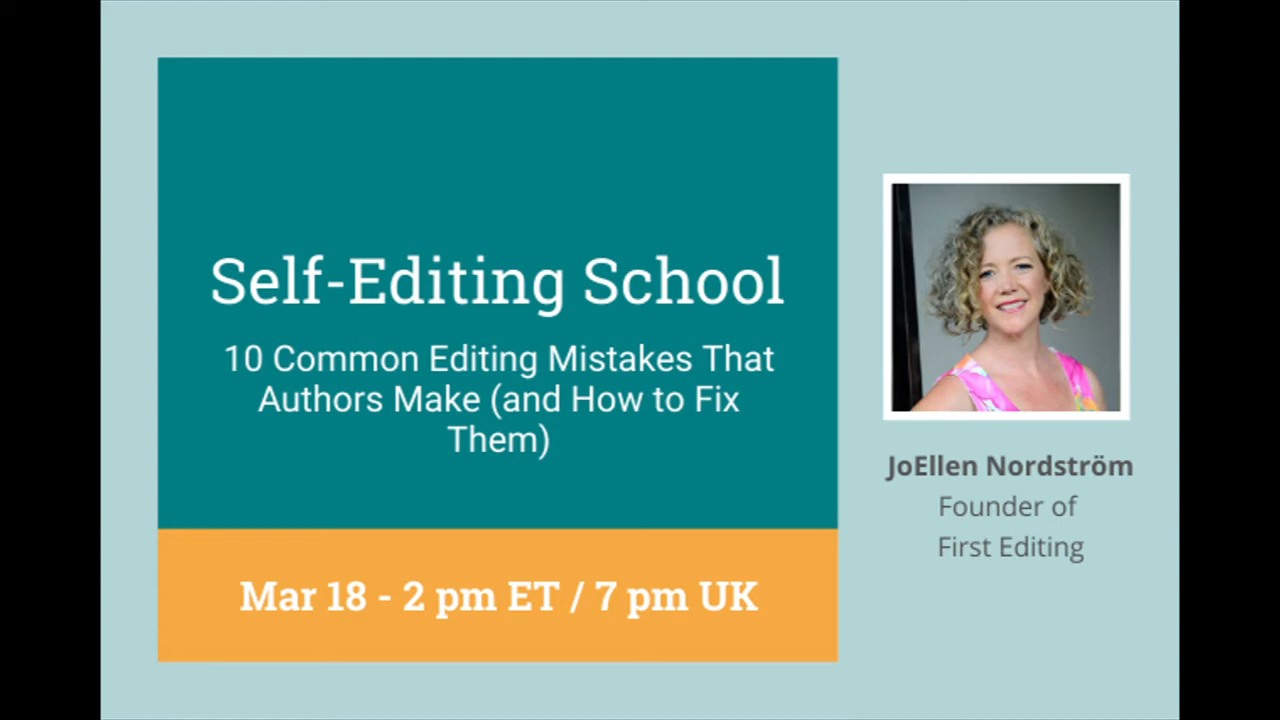 Self-Editing School
10 Common Editing Mistakes That
Authors Make (and How to Fix
Them)
Mar 18 - 2 pm ET / 7 pm UK
JoEllen Nordström
Founder of
First Editing